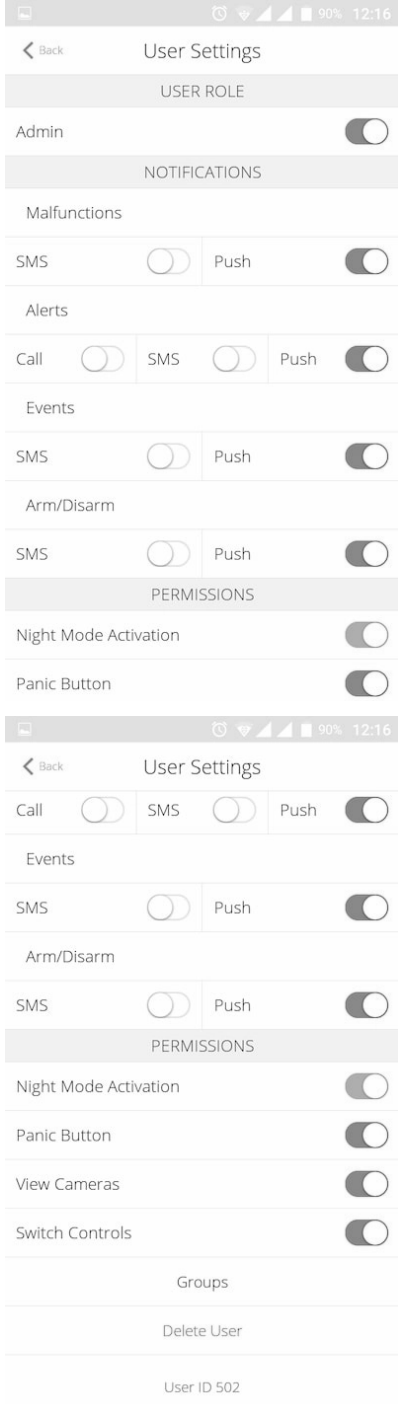 90% 12:16
Back User Settings
USER ROLE
Admin
NOTIFICATIONS
Malfunctions
SMS Push
Alerts
Call SMS Push
Events
SMS Push
Arm/Disarm
SMS Push
PERMISSIONS
Night Mode Activation
Panic Button
90% 12:16
Back User Settings
Call SMS Push
Events
SMS Push
Arm/Disarm
SMS Push
PERMISSIONS
Night Mode Activation
Panic Button
View Cameras
Switch Controls
Groups
Delete User
User ID 502